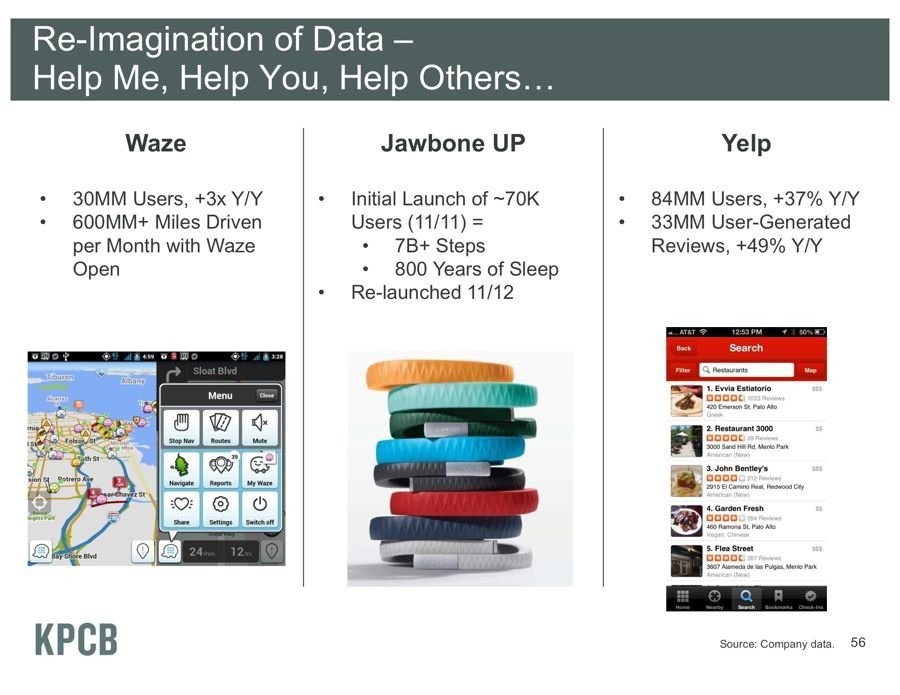 Re-Imagination of Data –
Help Me, Help You, Help Others…
Waze
• 30MM Users, +3x Y/Y
• 600MM+ Miles Driven
per Month with Waze
Open
Jawbone UP
• Initial Launch of ~70K
Users (11/11) =
• 7B+ Steps
• 800 Years of Sleep
• Re-launched 11/12
Yelp
• 84MM Users, +37% Y/Y
• 33MM User-Generated
Reviews, +49% Y/Y
4:59
Tiburon
Albany
Folsom St
Potrero Ave
Bay Shore Blvd
3:28
Sloat Blvd
Menu
Close
Stop Nav
Routes
Mute
Navigate
39
Reports
My Waze
Share
Settings
Switch off
24 min
12 mi
AT&T 12:53 PM 50%
Back
Search
Filter
Restaurants
Map
1. Evvia Estiatorio $$$
1033 Reviews
420 Emerson St, Palo Alto
Greek
2. Restaurant 3000 $$
29 Reviews
3000 Sand Hill Rd, Menlo Park
American (New)
3. John Bentley's $$$
212 Reviews
2915 El Camino Real, Redwood City
American (New)
4. Garden Fresh $$
294 Reviews
460 Ramona St, Palo Alto
Vegan, Chinese
5. Flea Street $$$
267 Reviews
3607 Alameda de las Pulgas, Menlo Park
American (New)
Home
Nearby
Search
Bookmarks
Check-Ins
KPCB
Source: Company data.
56